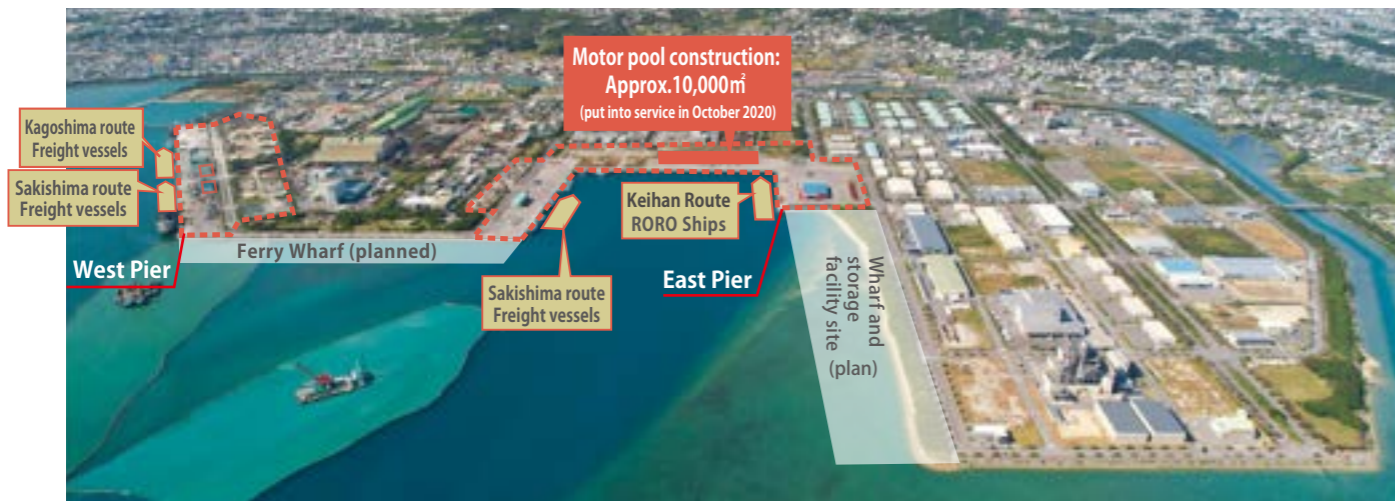 Motor pool construction:
Approx.10,000㎡
(put into service in October 2020)
Kagoshima route
Freight vessels
Sakishima route
Freight vessels
Keihan Route
RORO Ships
Ferry Wharf (planned)
West Pier
East Pier
Sakishima route
Freight vessels
Wharf and
storage
facility site
(plan)